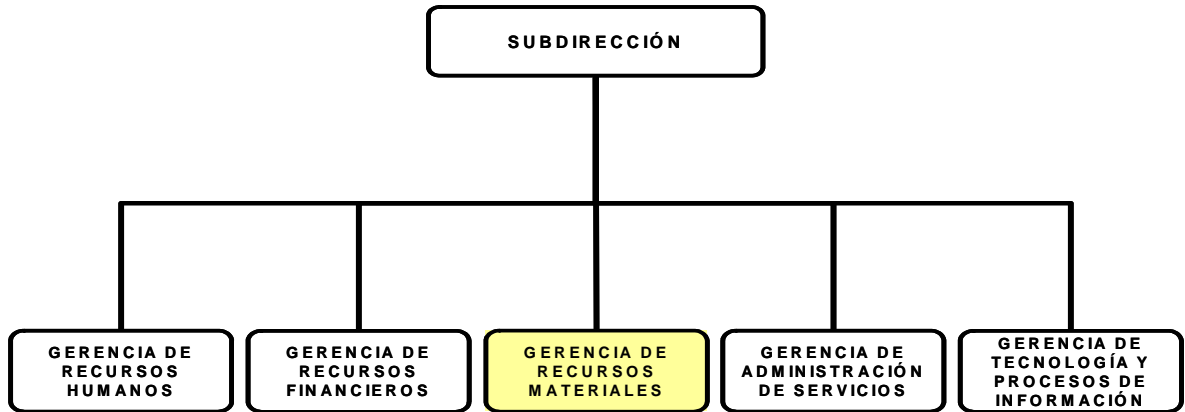 SUBDIRECCIÓN
GERENCIA DE
RECURSOS
HUMANOS
GERENCIA DE
RECURSOS
FINANCIEROS
GERENCIA DE
RECURSOS
MATERIALES
GERENCIA DE
ADMINISTRACIÓN
DE SERVICIOS
GERENCIA DE
TECNOLOGÍA Y
PROCESOS DE
INFORMACIÓN